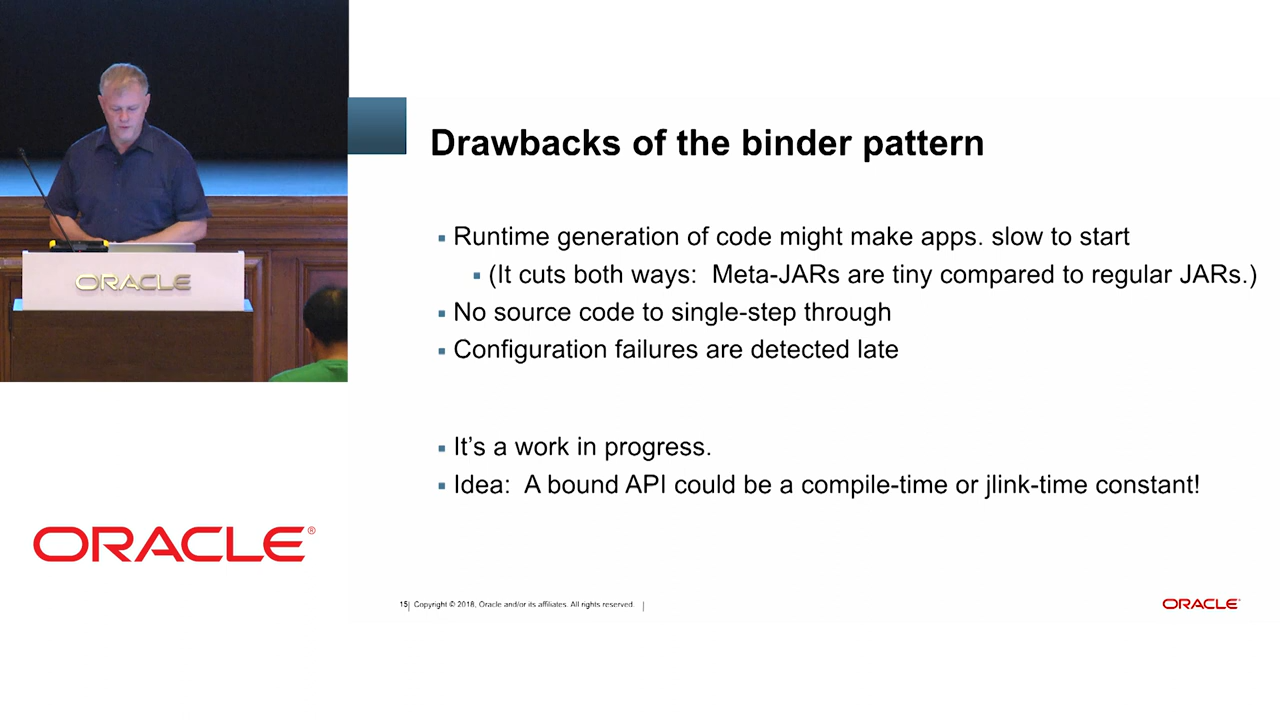 ORACLE
Drawbacks of the binder pattern
▪ Runtime generation of code might make apps. slow to start
▪ (It cuts both ways: Meta-JARs are tiny compared to regular JARs.)
▪ No source code to single-step through
▪ Configuration failures are detected late
▪ It’s a work in progress.
▪ Idea: A bound API could be a compile-time or jlink-time constant!
ORACLE®
15| Copyright © 2018, Oracle and/or its affiliates. All rights reserved. |
ORACLE®